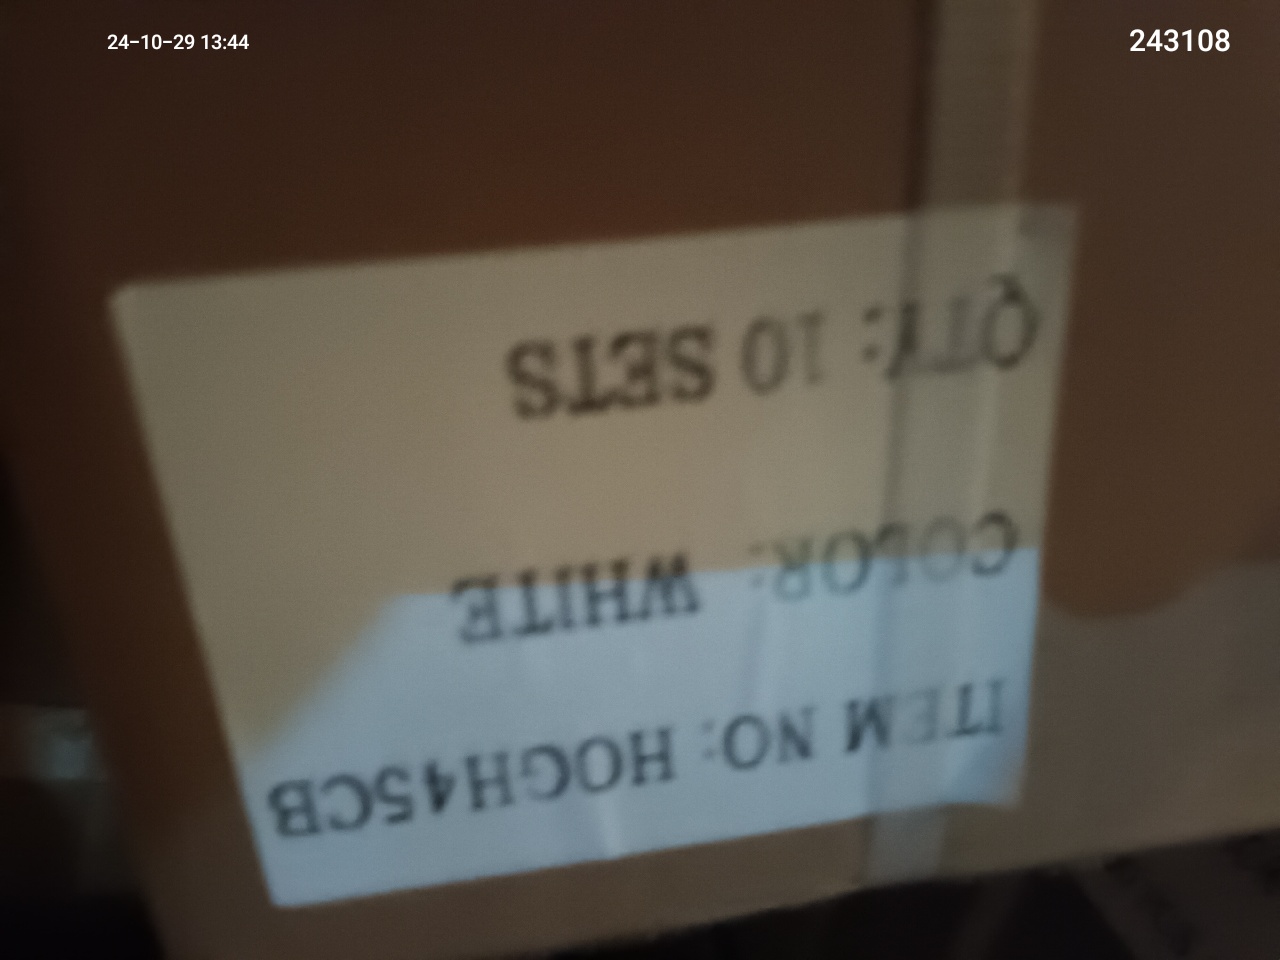 24-10-29 13:44
243108
ITEM NO: HOGH45CB
COLOR: WHITE
QTY: 10 SETS